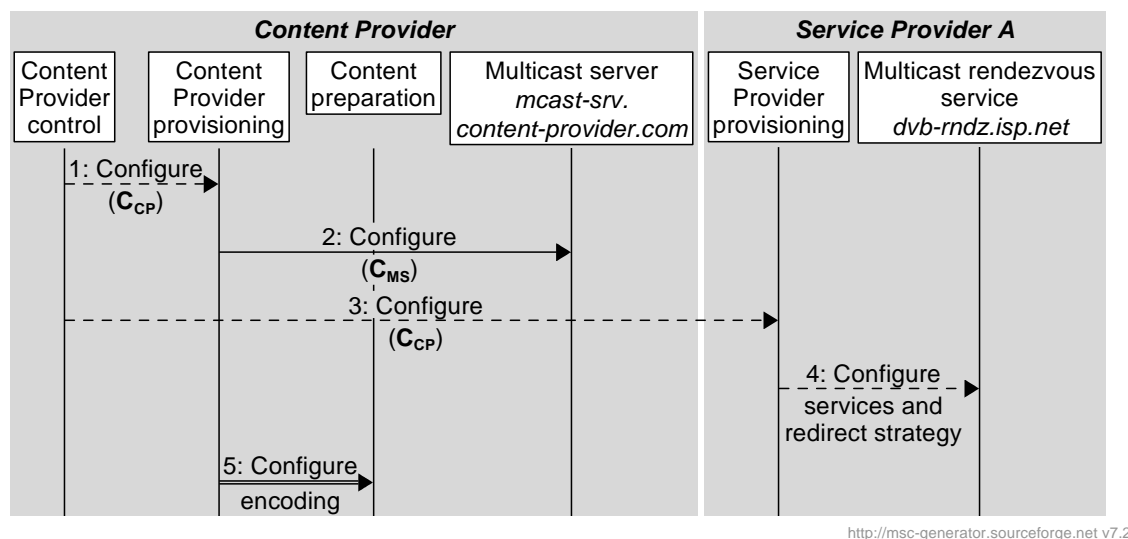 Content Provider
Service Provider A
Content
Provider
control
Content
Provider
provisioning
Content
preparation
Multicast server
mcast-srv.
content-provider.com
Service
Provider
provisioning
Multicast rendezvous
service
dvb-rndz.isp.net
1: Configure
(CCP)
2: Configure
(CMS)
3: Configure
(CCP)
4: Configure
services and
redirect strategy
5: Configure
encoding
http://msc-generator.sourceforge.net v7.2